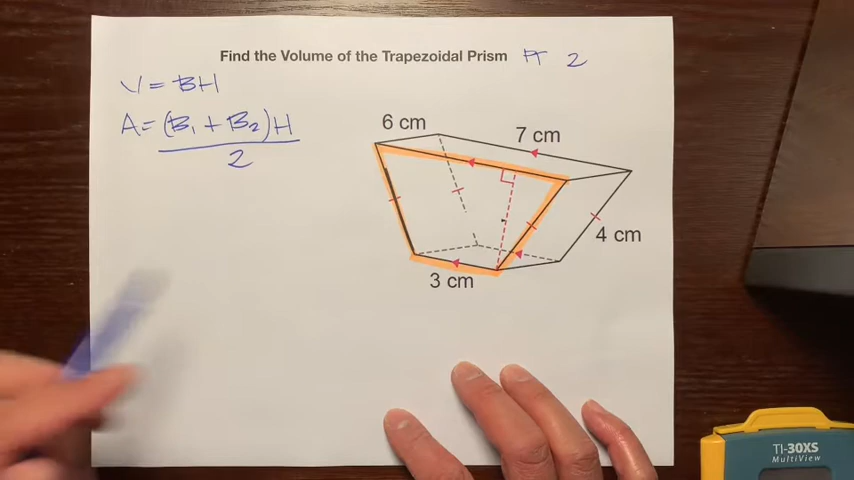 Find the Volume of the Trapezoidal Prism PT 2
V = BH
A = (B₁ + B₂)H
2
6 cm
7 cm
4 cm
3 cm
TI-30XS
MultiView